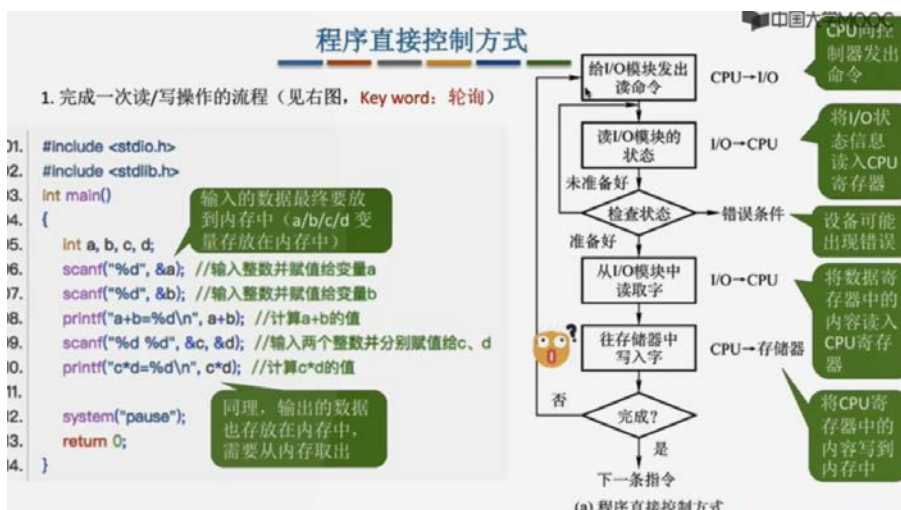 中国大学MOOC
程序直接控制方式
1. 完成一次读/写操作的流程（见右图，Key word：轮询）
01.
#include <stdio.h>
02.
#include <stdlib.h>
03.
int main()
04.
{
05.
int a, b, c, d;
06.
scanf("%d", &a); //输入整数并赋值给变量a
07.
scanf("%d", &b); //输入整数并赋值给变量b
08.
printf("a+b=%d\n", a+b); //计算a+b的值
09.
scanf("%d %d", &c, &d); //输入两个整数并分别赋值给c、d
10.
printf("c*d=%d\n", c*d); //计算c*d的值
11.
12.
system("pause");
13.
return 0;
14.
}
输入的数据最终要放
到内存中（a/b/c/d 变
量存放在内存中）
同理，输出的数据
也存放在内存中，
需要从内存取出
给I/O模块发出
读命令
CPU→I/O
CPU向控
制器发出
命令
读I/O模块的
状态
I/O→CPU
将I/O状
态信息
读入CPU
寄存器
未准备好
检查状态
错误条件
设备可能
出现错误
准备好
从I/O模块中
读取字
I/O→CPU
将数据寄
存器中的
内容读入
CPU寄存
器
往存储器中
写入字
CPU→存储器
将CPU寄
存器中的
内容写到
内存中
否
完成？
是
下一条指令
(a) 程序直接控制方式